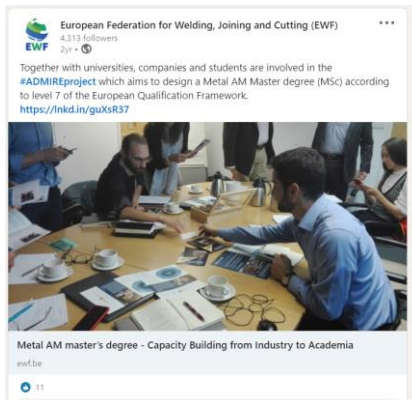 European Federation for Welding, Joining and Cutting (EWF)
4,313 followers
2yr •
EWF
Together with universities, companies and students are involved in the
#ADMIREproject which aims to design a Metal AM Master degree (MSc) according
to level 7 of the European Qualification Framework.
https://lnkd.in/guXsR37
Metal AM master's degree - Capacity Building from Industry to Academia
ewf.be
11